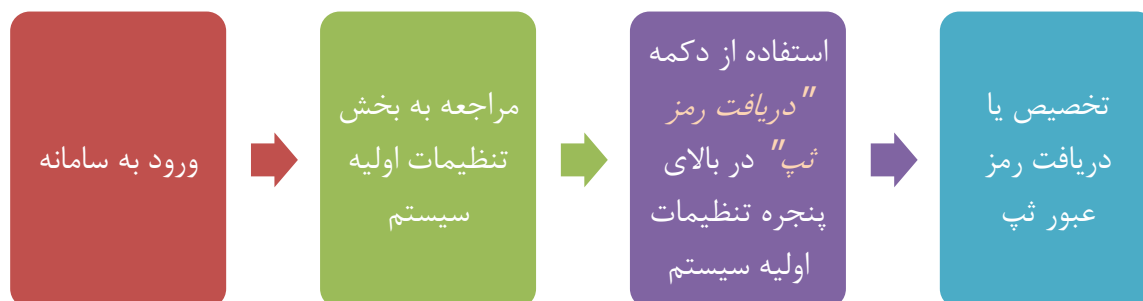 ورود به سامانه
مراجعه به بخش
تنظیمات اولیه
سیستم
استفاده از دکمه
"دریافت رمز
ثپ" در بالای
پنجره تنظیمات
اولیه سیستم
تخصیص یا
دریافت رمز
عبور ثپ